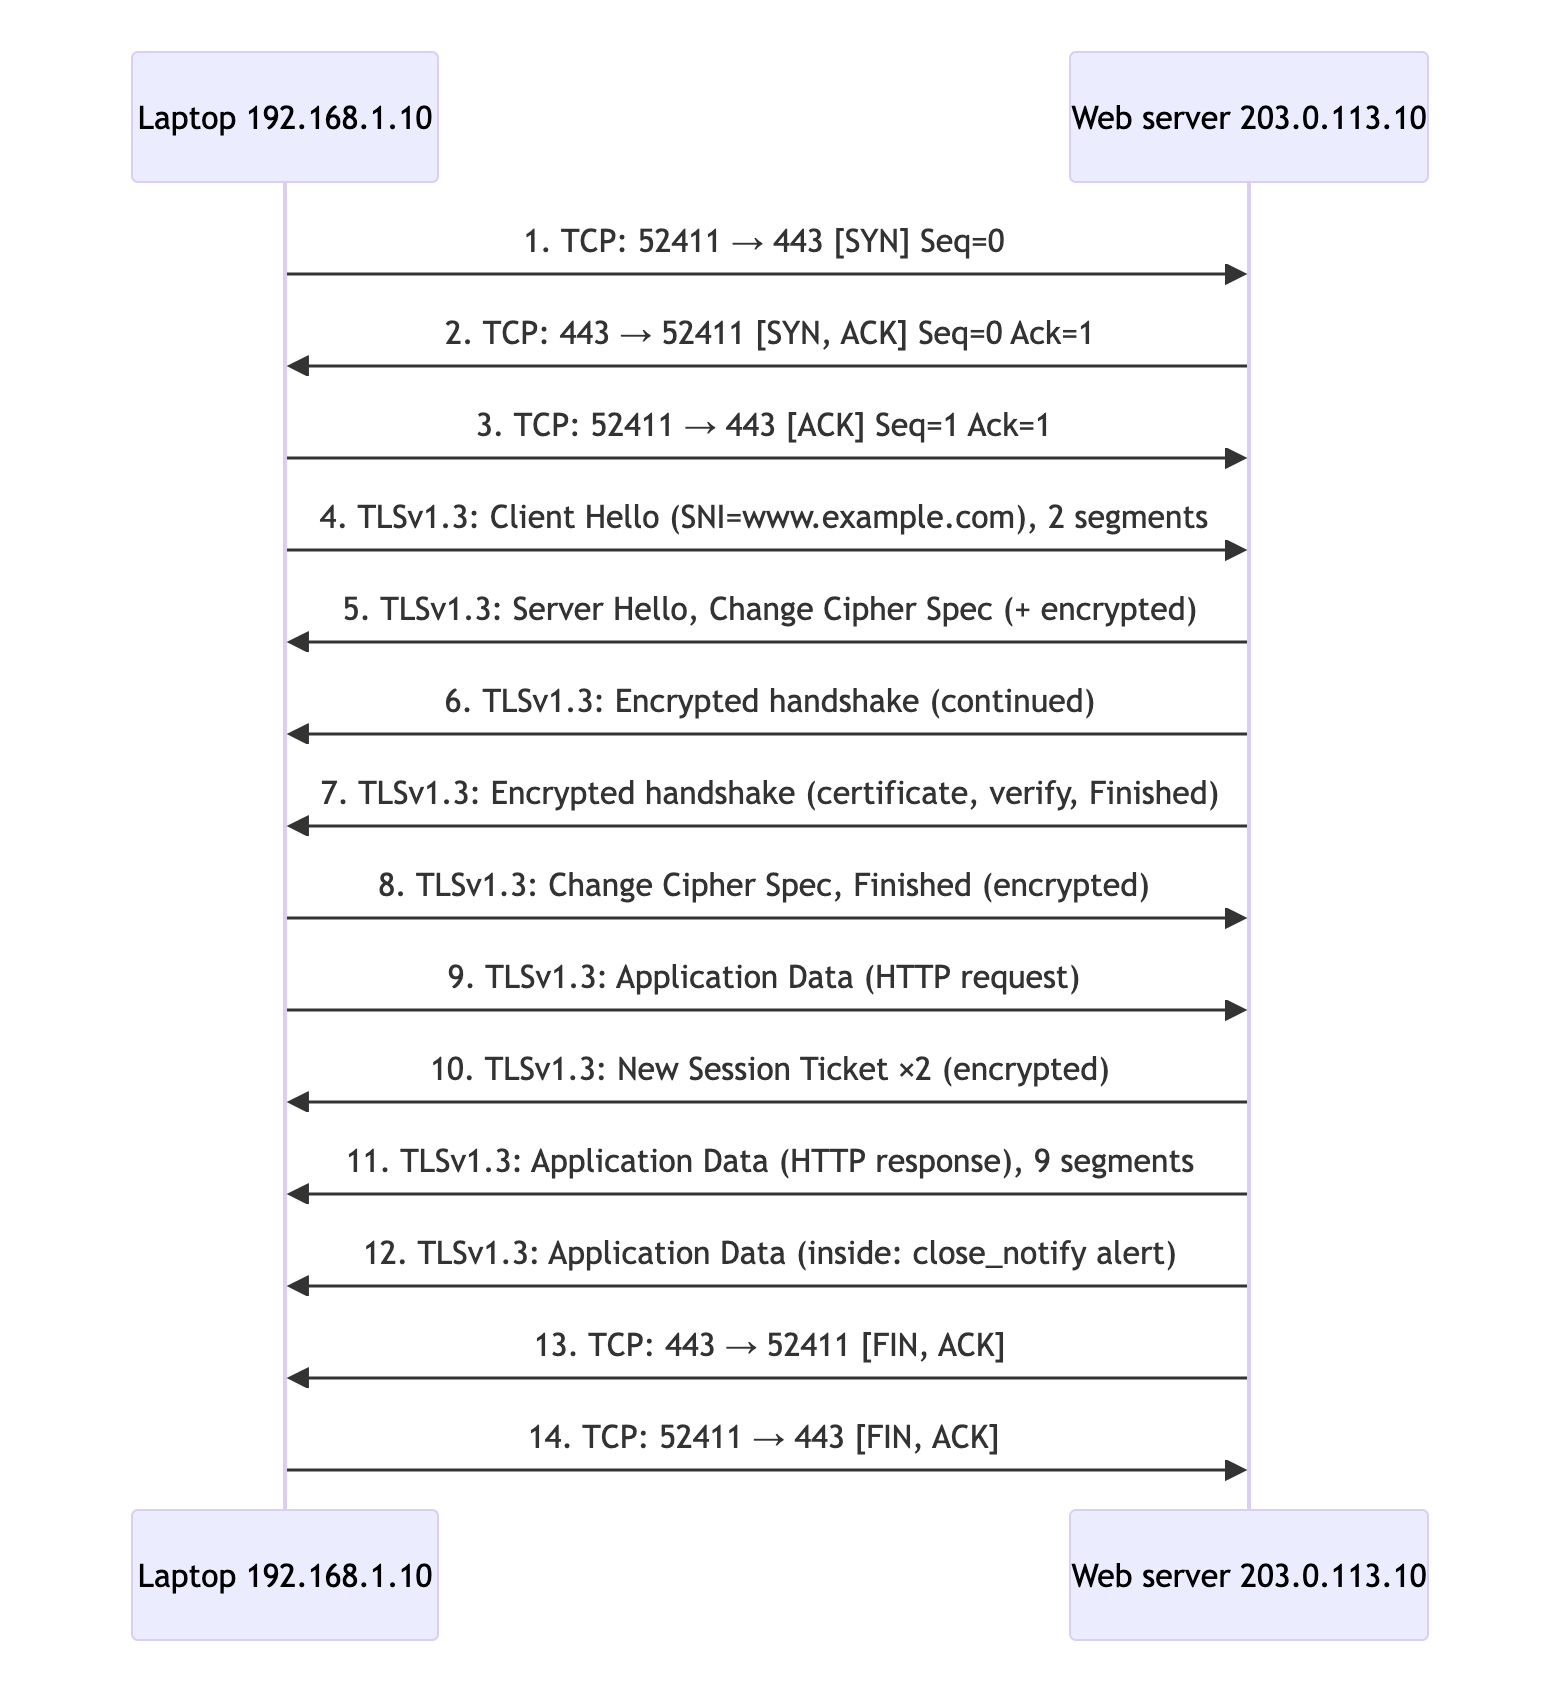 Laptop 192.168.1.10
Web server 203.0.113.10
1. TCP: 52411 → 443 [SYN] Seq=0
2. TCP: 443 → 52411 [SYN, ACK] Seq=0 Ack=1
3. TCP: 52411 → 443 [ACK] Seq=1 Ack=1
4. TLSv1.3: Client Hello (SNI=www.example.com), 2 segments
5. TLSv1.3: Server Hello, Change Cipher Spec (+ encrypted)
6. TLSv1.3: Encrypted handshake (continued)
7. TLSv1.3: Encrypted handshake (certificate, verify, Finished)
8. TLSv1.3: Change Cipher Spec, Finished (encrypted)
9. TLSv1.3: Application Data (HTTP request)
10. TLSv1.3: New Session Ticket ×2 (encrypted)
11. TLSv1.3: Application Data (HTTP response), 9 segments
12. TLSv1.3: Application Data (inside: close_notify alert)
13. TCP: 443 → 52411 [FIN, ACK]
14. TCP: 52411 → 443 [FIN, ACK]
Laptop 192.168.1.10
Web server 203.0.113.10